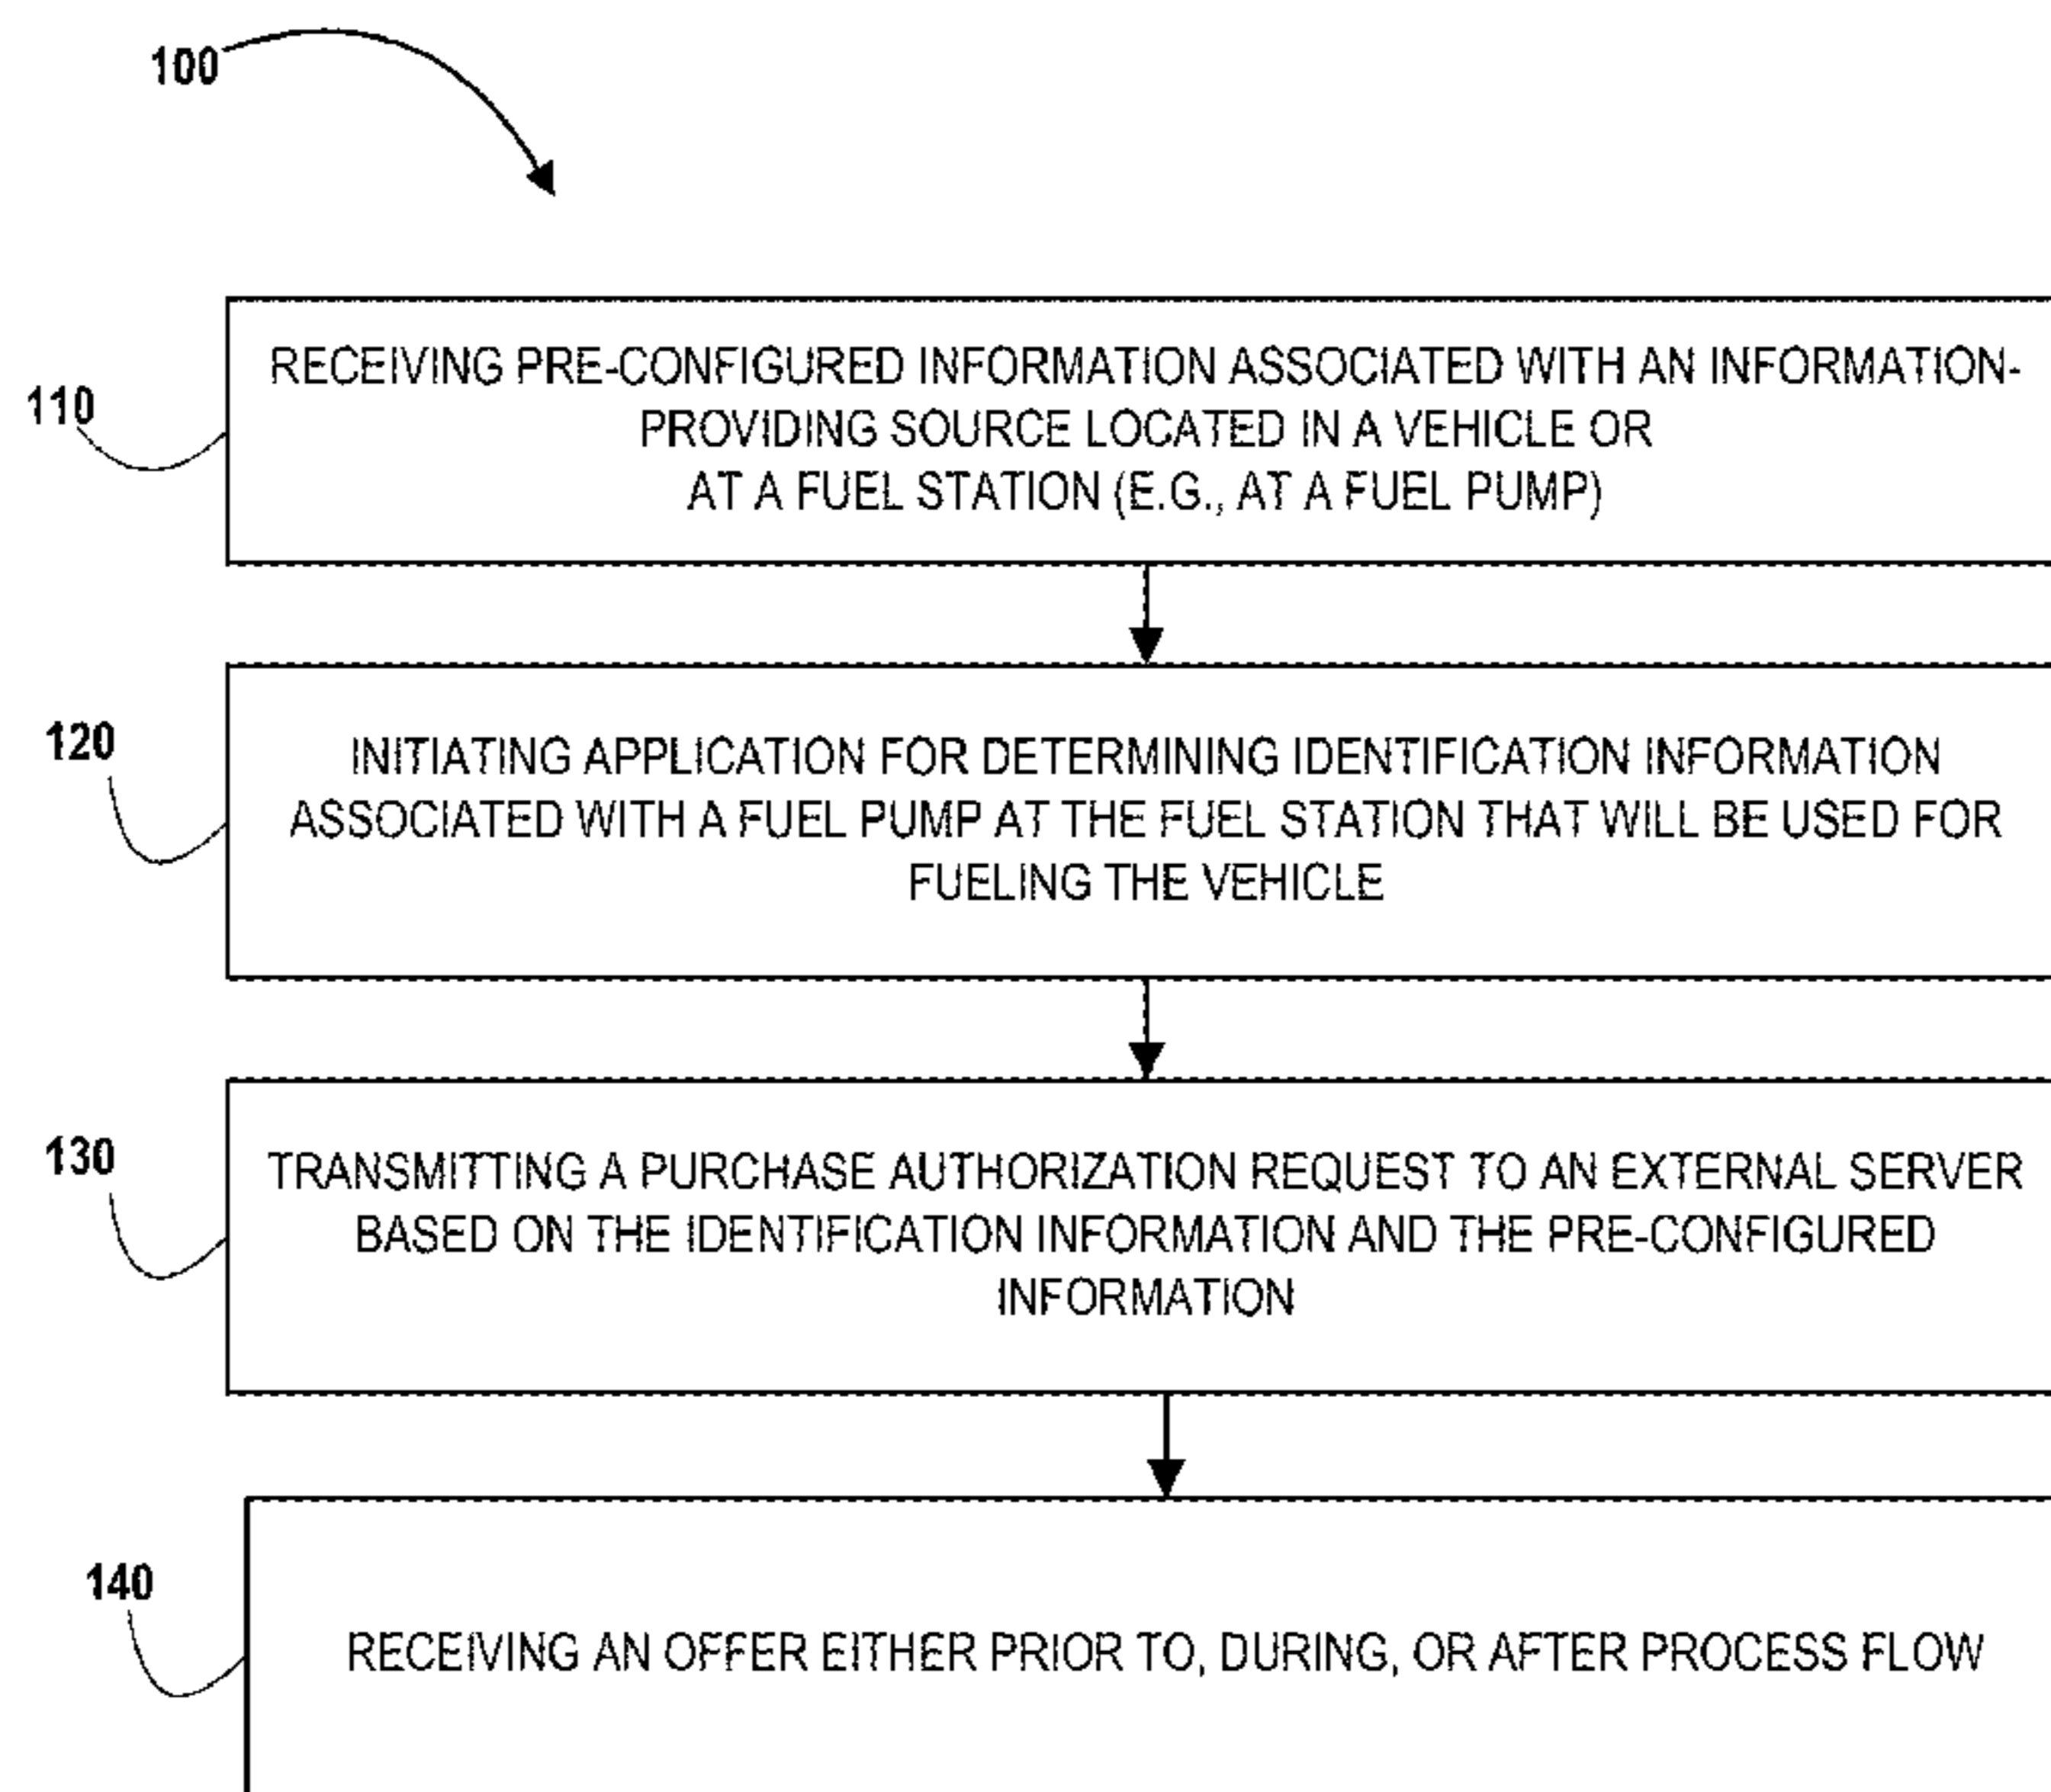 100
110
RECEIVING PRE-CONFIGURED INFORMATION ASSOCIATED WITH AN INFORMATION-
PROVIDING SOURCE LOCATED IN A VEHICLE OR
AT A FUEL STATION (E.G., AT A FUEL PUMP)
120
INITIATING APPLICATION FOR DETERMINING IDENTIFICATION INFORMATION
ASSOCIATED WITH A FUEL PUMP AT THE FUEL STATION THAT WILL BE USED FOR
FUELING THE VEHICLE
130
TRANSMITTING A PURCHASE AUTHORIZATION REQUEST TO AN EXTERNAL SERVER
BASED ON THE IDENTIFICATION INFORMATION AND THE PRE-CONFIGURED
INFORMATION
140
RECEIVING AN OFFER EITHER PRIOR TO, DURING, OR AFTER PROCESS FLOW